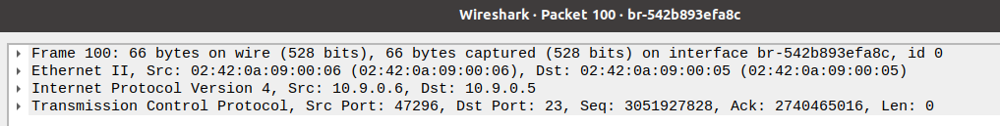 Wireshark · Packet 100 · br-542b893efa8c
Frame 100: 66 bytes on wire (528 bits), 66 bytes captured (528 bits) on interface br-542b893efa8c, id 0
Ethernet II, Src: 02:42:0a:09:00:06 (02:42:0a:09:00:06), Dst: 02:42:0a:09:00:05 (02:42:0a:09:00:05)
Internet Protocol Version 4, Src: 10.9.0.6, Dst: 10.9.0.5
Transmission Control Protocol, Src Port: 47296, Dst Port: 23, Seq: 3051927828, Ack: 2740465016, Len: 0